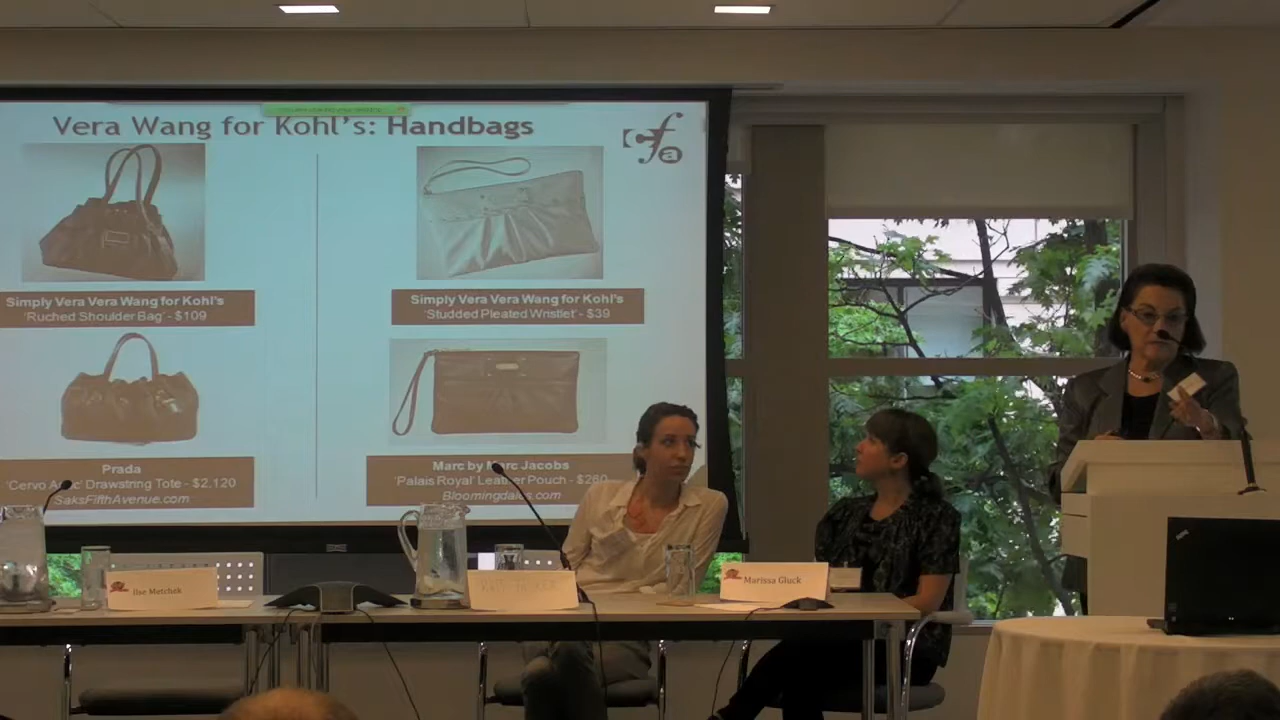 Vera Wang for Kohl's: Handbags
cfa
Simply Vera Vera Wang for Kohl's
'Ruched Shoulder Bag' - $109
Simply Vera Vera Wang for Kohl's
'Studded Pleated Wristlet' - $39
Prada
Drawstring Tote - $2,120
SaksFifthAvenue.com
Marc by Marc Jacobs
'Palais Royal' Leather Pouch - $260
Bloomingdales.com
Ilse Metchek
Marissa Gluck